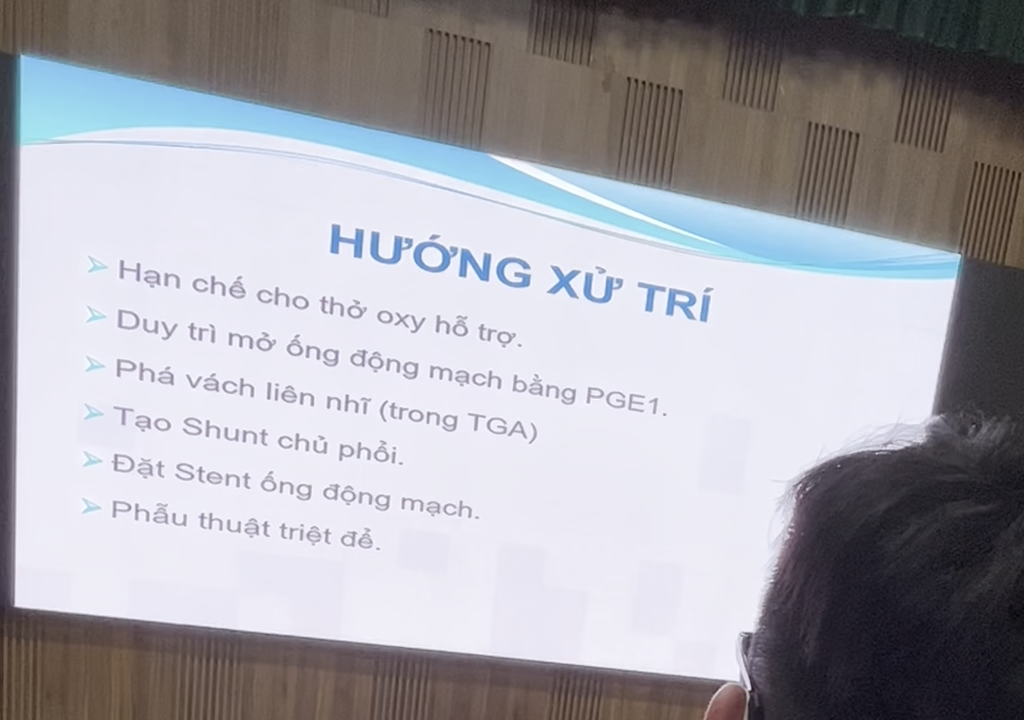 HƯỚNG XỬ TRÍ
➢ Hạn chế cho thở oxy hỗ trợ.
➢ Duy trì mở ống động mạch bằng PGE1.
➢ Phá vách liên nhĩ (trong TGA)
➢ Tạo Shunt chủ phổi.
➢ Đặt Stent ống động mạch.
➢ Phẫu thuật triệt để.